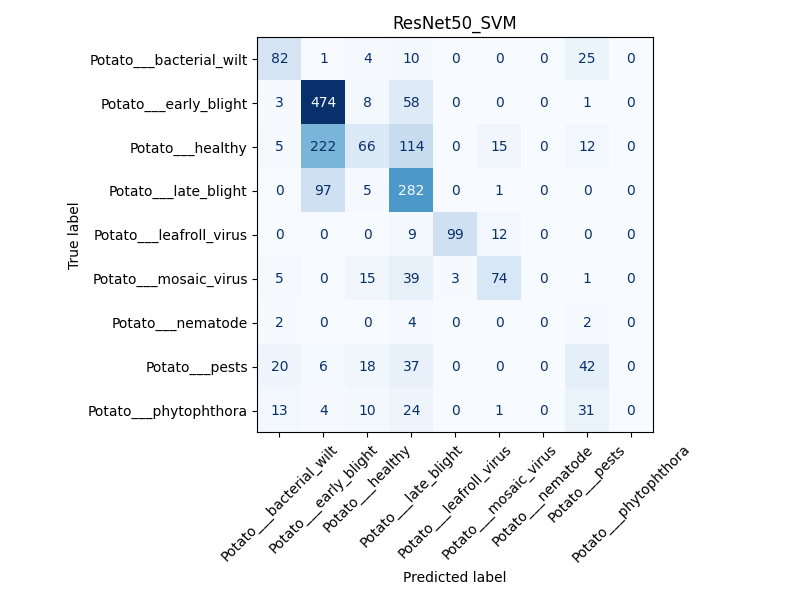 ResNet50_SVM
True label
Potato___bacterial_wilt 82 1 4 10 0 0 0 25 0
Potato___early_blight 3 474 8 58 0 0 0 1 0
Potato___healthy 5 222 66 114 0 15 0 12 0
Potato___late_blight 0 97 5 282 0 1 0 0 0
Potato___leafroll_virus 0 0 0 9 99 12 0 0 0
Potato___mosaic_virus 5 0 15 39 3 74 0 1 0
Potato___nematode 2 0 0 4 0 0 0 2 0
Potato___pests 20 6 18 37 0 0 0 42 0
Potato___phytophthora 13 4 10 24 0 1 0 31 0
Potato___bacterial_wilt
Potato___early_blight
Potato___healthy
Potato___late_blight
Potato___leafroll_virus
Potato___mosaic_virus
Potato___nematode
Potato___pests
Potato___phytophthora
Predicted label